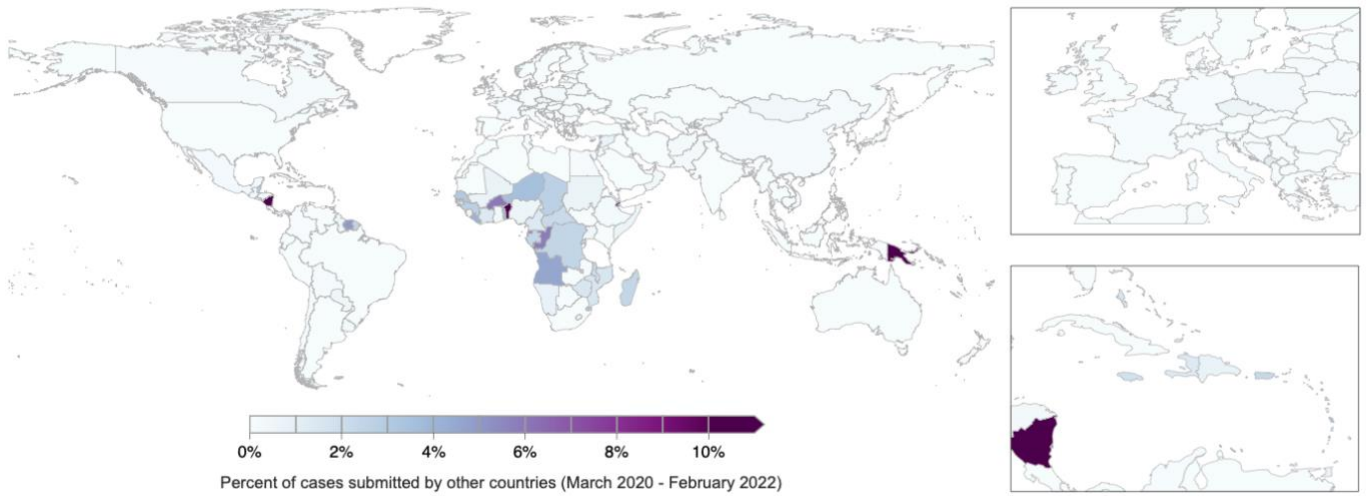 0% 2% 4% 6% 8% 10%
Percent of cases submitted by other countries (March 2020 - February 2022)